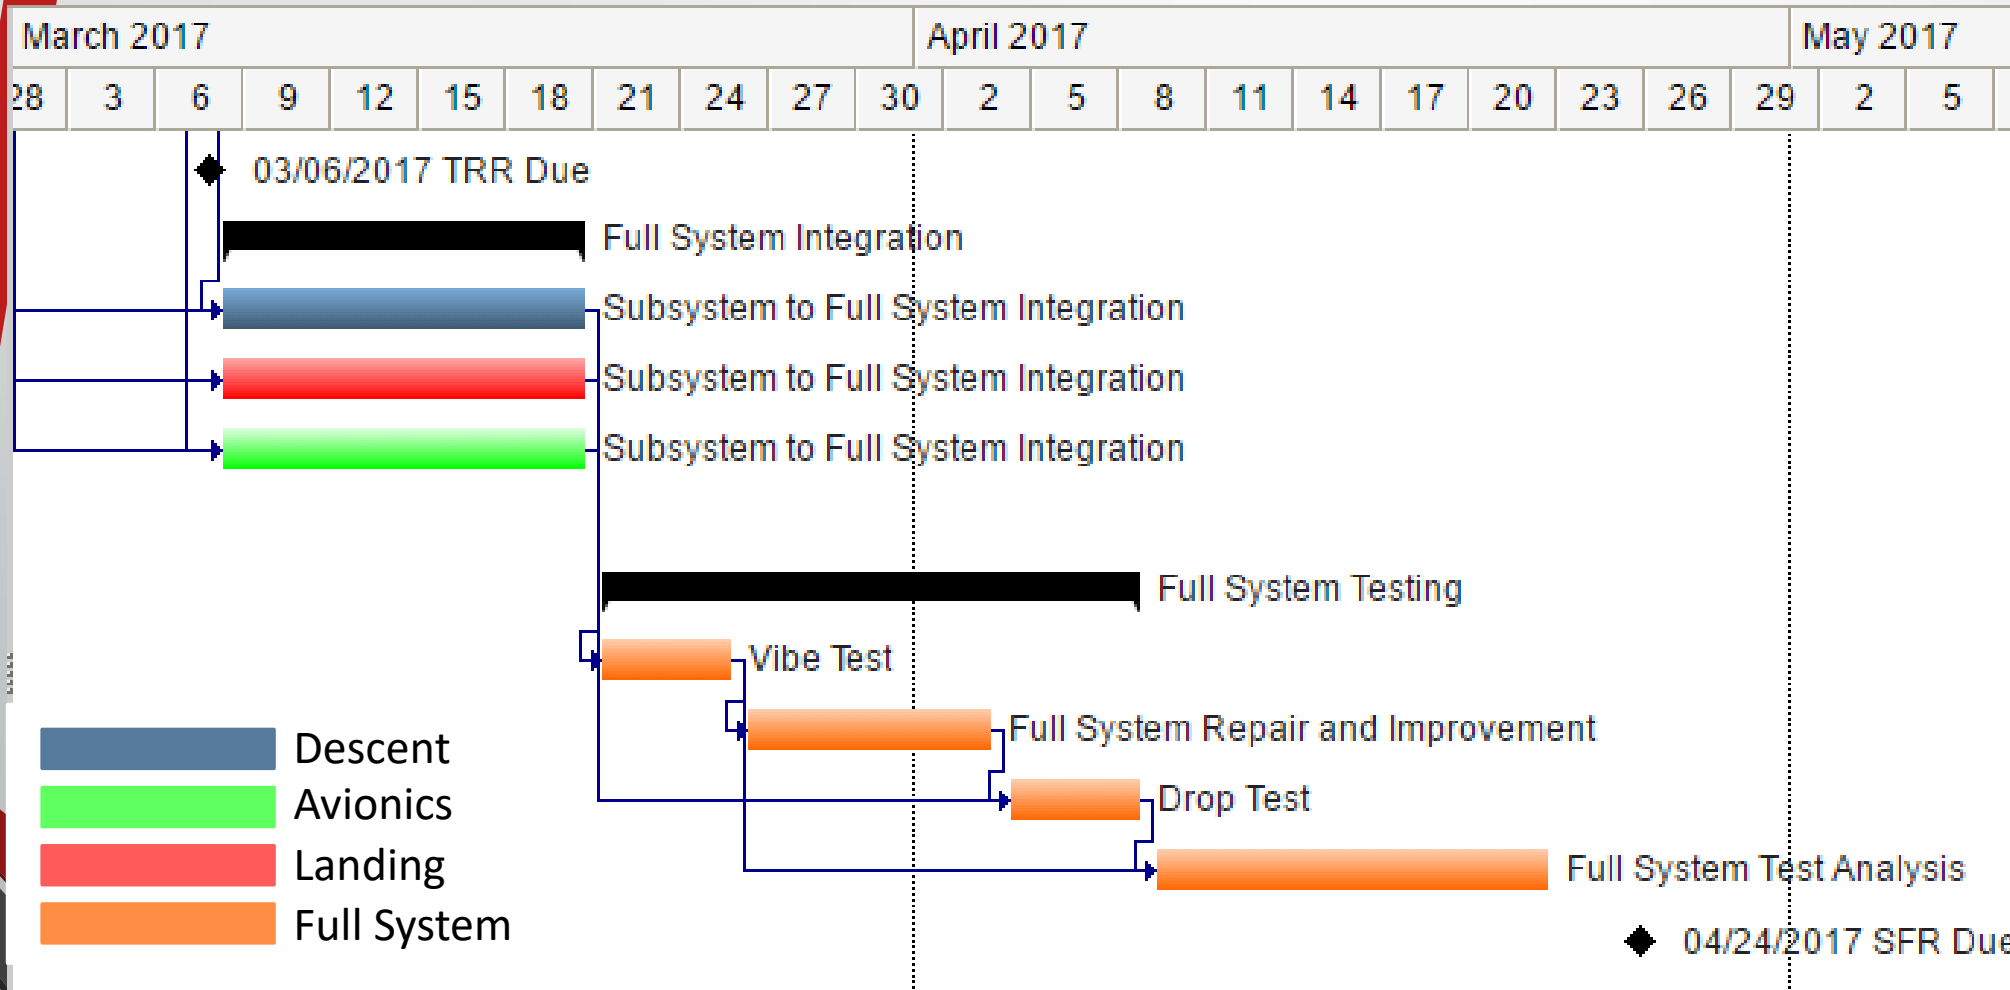 March 2017 April 2017 May 2017
28 3 6 9 12 15 18 21 24 27 30 2 5 8 11 14 17 20 23 26 29 2 5
03/06/2017 TRR Due
Full System Integration
Subsystem to Full System Integration
Subsystem to Full System Integration
Subsystem to Full System Integration
Full System Testing
Vibe Test
Full System Repair and Improvement
Drop Test
Full System Test Analysis
04/24/2017 SFR Due
Descent
Avionics
Landing
Full System